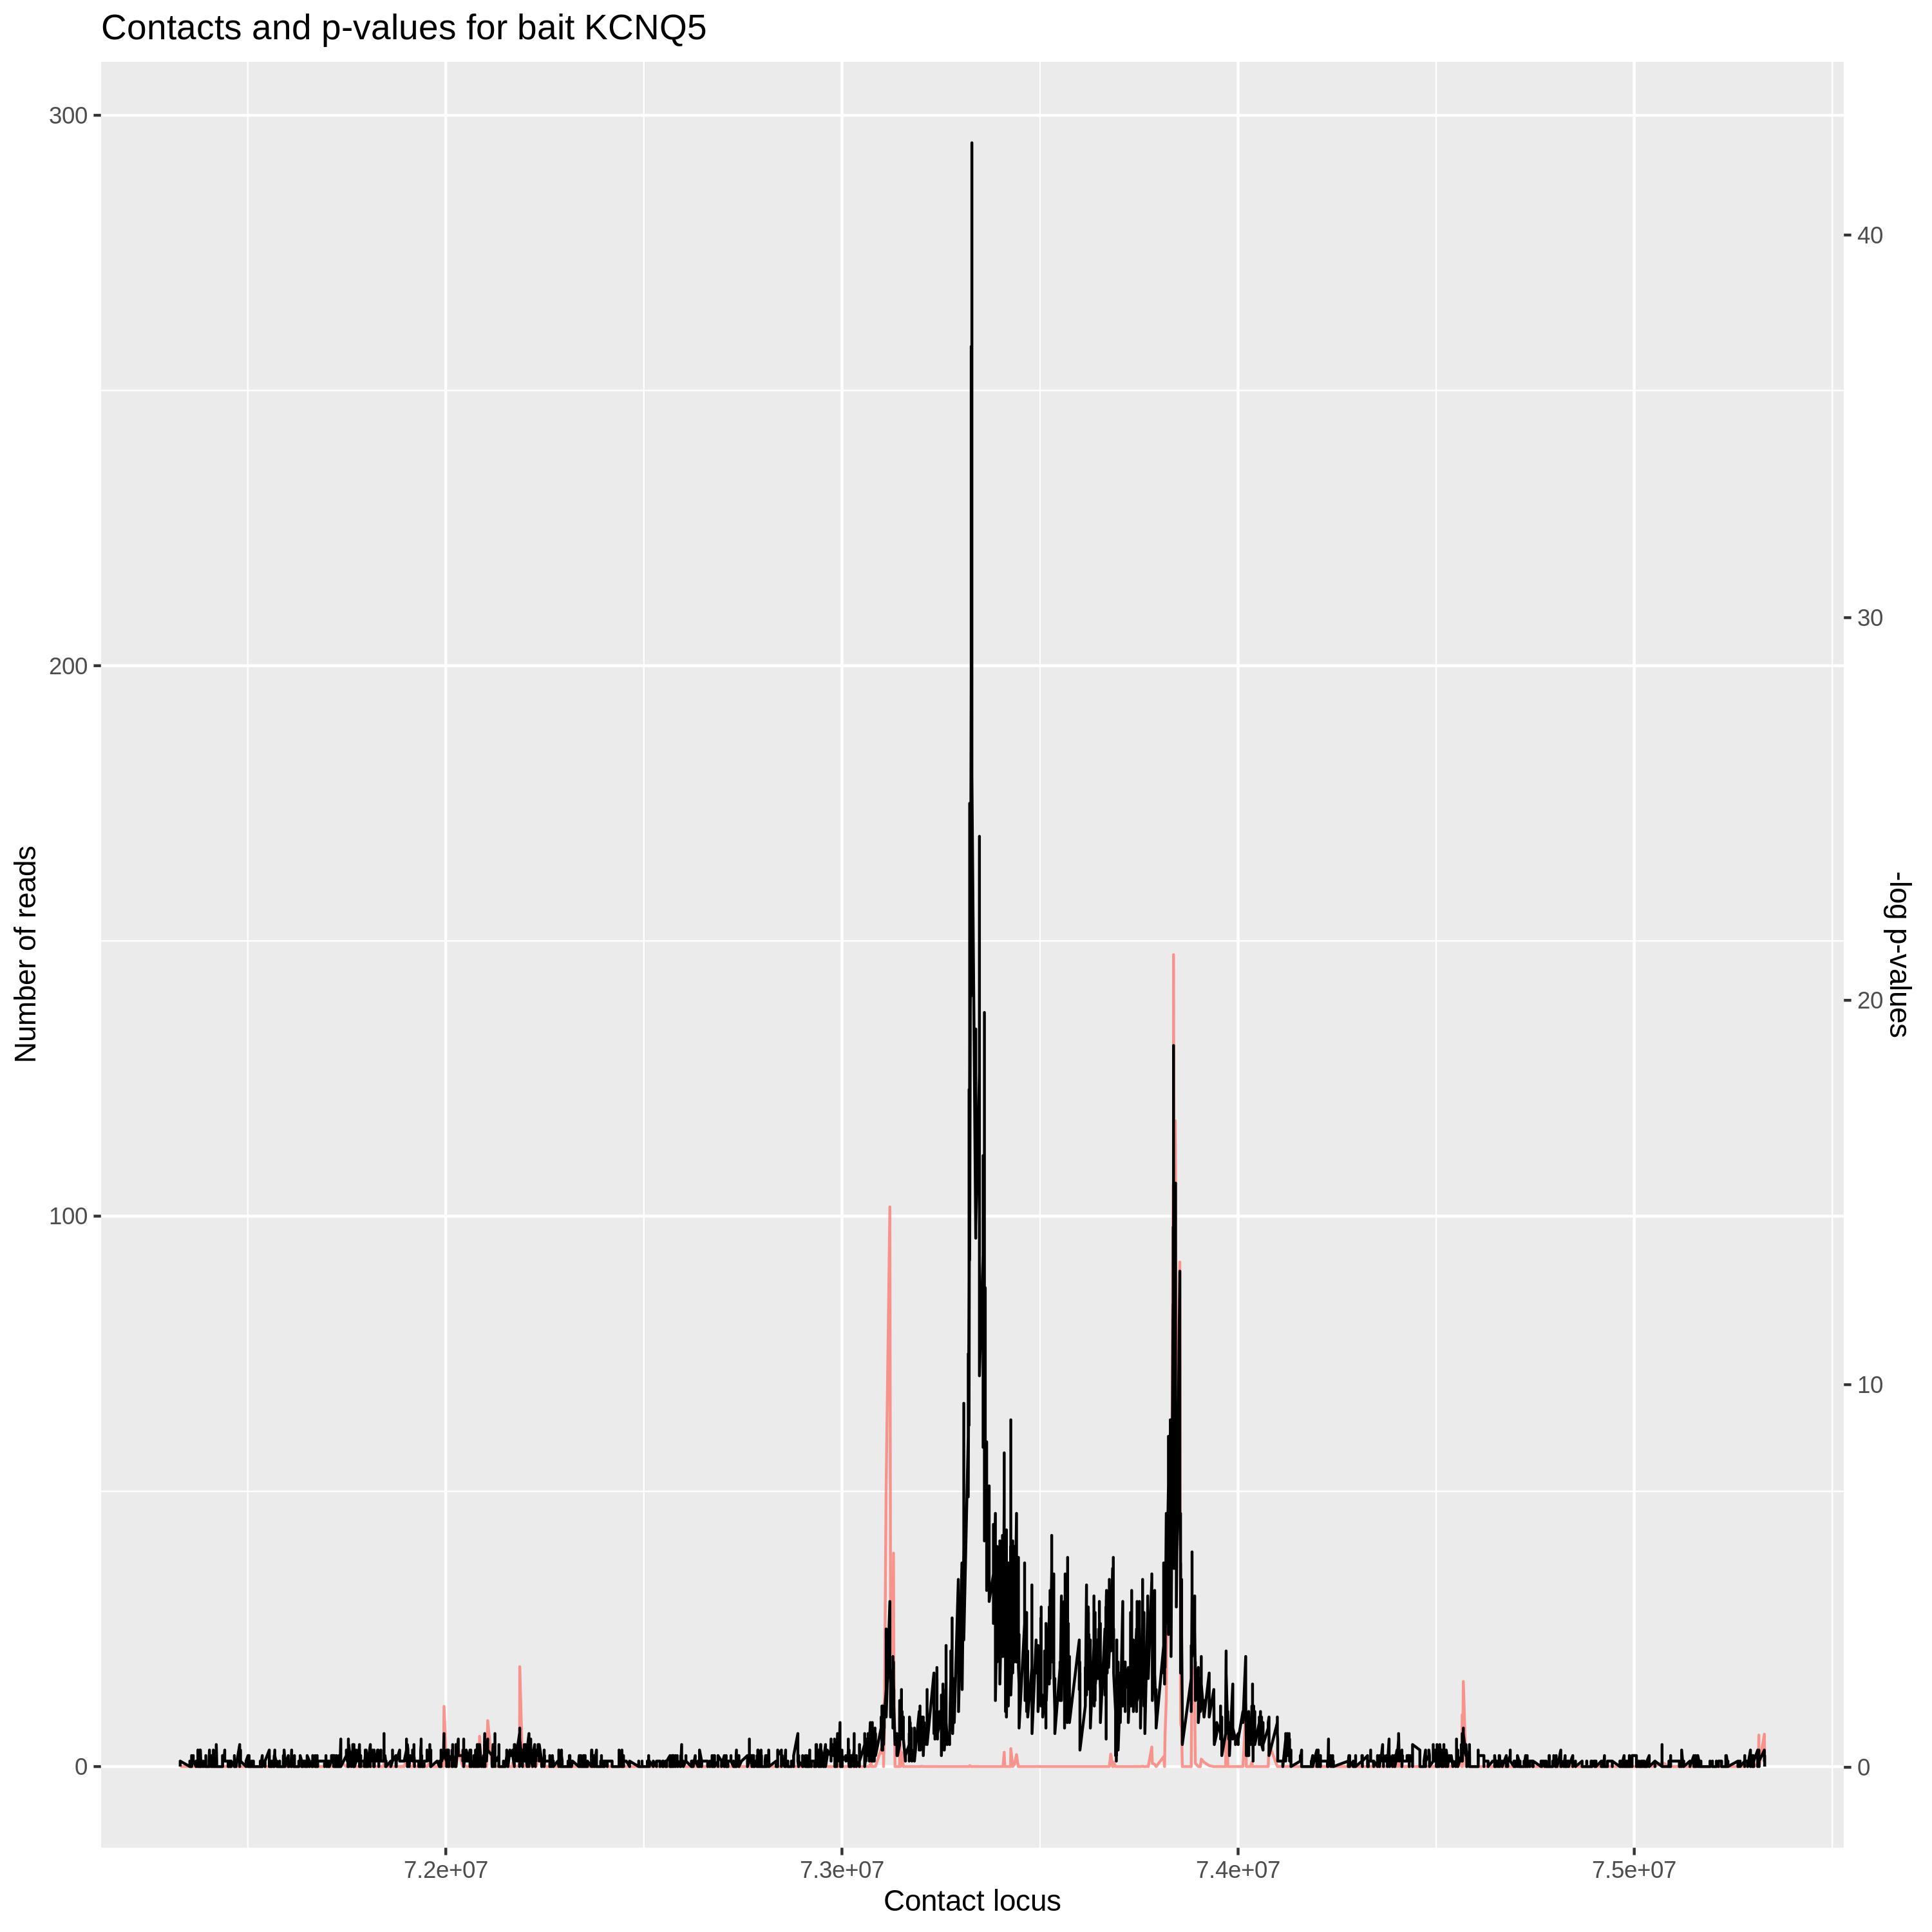 Contacts and p-values for bait KCNQ5
300
200
100
0
Number of reads
40
30
20
10
0
-log p-values
7.2e+07
7.3e+07
7.4e+07
7.5e+07
Contact locus